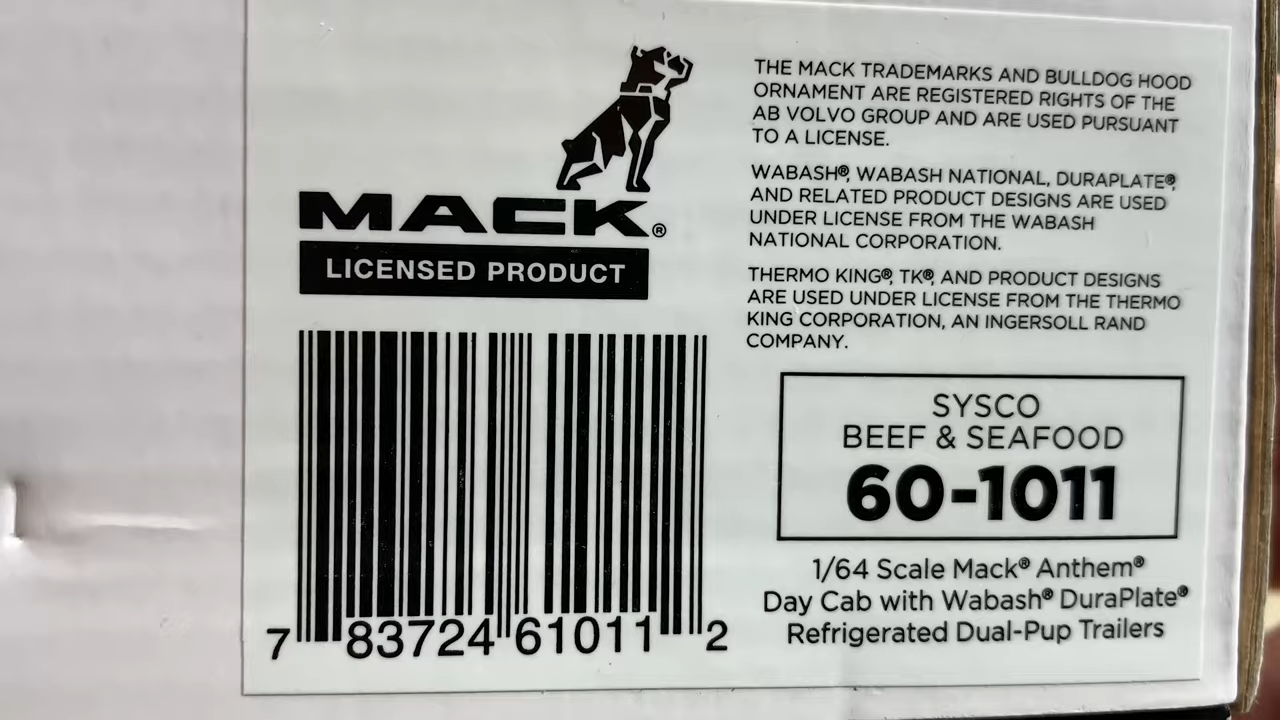 MACK®
LICENSED PRODUCT
7 83724 61011 2
THE MACK TRADEMARKS AND BULLDOG HOOD
ORNAMENT ARE REGISTERED RIGHTS OF THE
AB VOLVO GROUP AND ARE USED PURSUANT
TO A LICENSE.
WABASH®, WABASH NATIONAL, DURAPLATE®,
AND RELATED PRODUCT DESIGNS ARE USED
UNDER LICENSE FROM THE WABASH
NATIONAL CORPORATION.
THERMO KING®, TK®, AND PRODUCT DESIGNS
ARE USED UNDER LICENSE FROM THE THERMO
KING CORPORATION, AN INGERSOLL RAND
COMPANY.
SYSCO
BEEF & SEAFOOD
60-1011
1/64 Scale Mack® Anthem®
Day Cab with Wabash® DuraPlate®
Refrigerated Dual-Pup Trailers